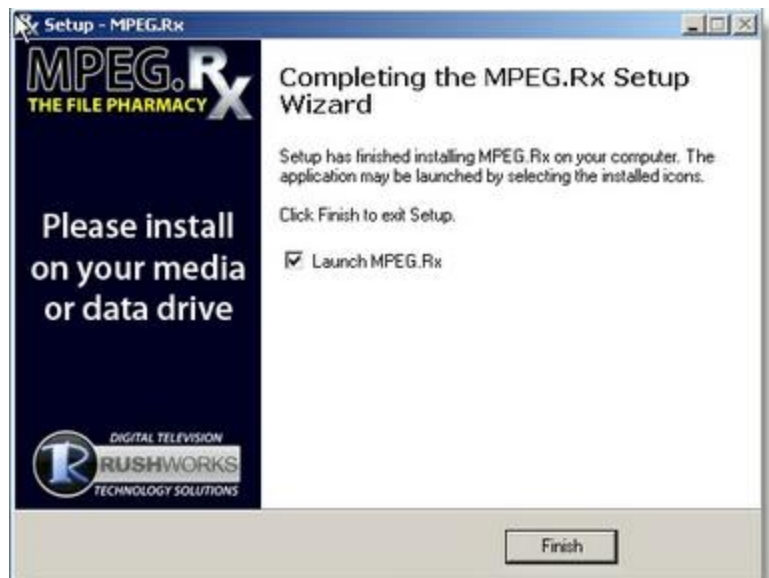 Setup - MPEG.Rx
MPEG.Rx
THE FILE PHARMACY
Please install
on your media
or data drive
DIGITAL TELEVISION
R
RUSHWORKS
TECHNOLOGY SOLUTIONS
Completing the MPEG.Rx Setup
Wizard
Setup has finished installing MPEG.Rx on your computer. The
application may be launched by selecting the installed icons.
Click Finish to exit Setup.
Launch MPEG.Rx
Finish